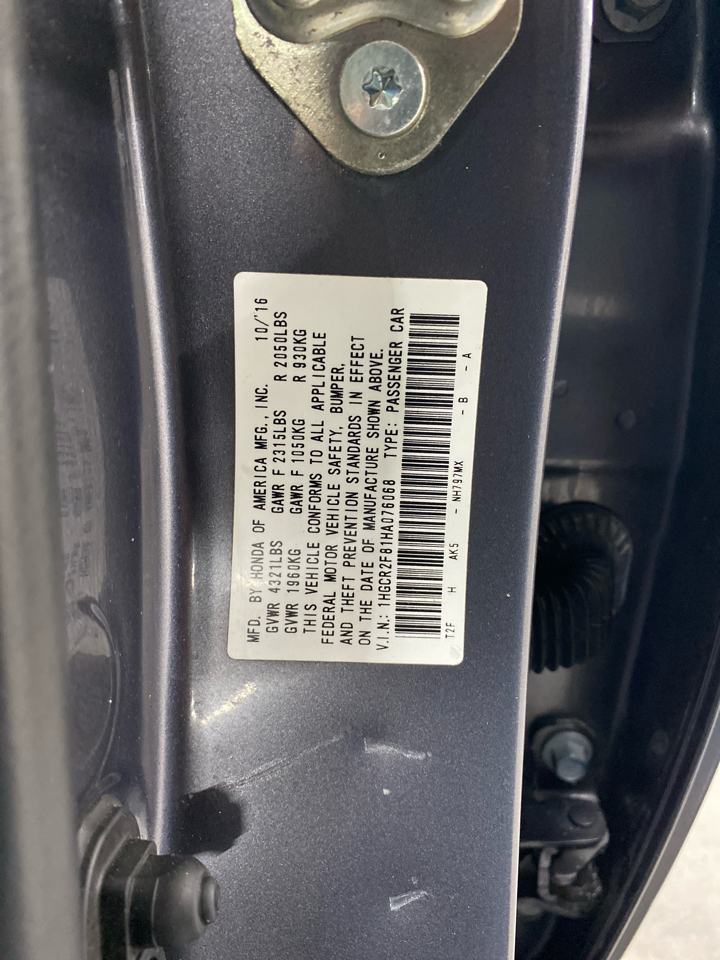 MFD. BY HONDA OF AMERICA MFG., INC. 10/'16
GVWR 4321LBS GAWR F 2315LBS R 2050LBS
GVWR 1960KG GAWR F 1050KG R 930KG
THIS VEHICLE CONFORMS TO ALL APPLICABLE
FEDERAL MOTOR VEHICLE SAFETY, BUMPER,
AND THEFT PREVENTION STANDARDS IN EFFECT
ON THE DATE OF MANUFACTURE SHOWN ABOVE.
V.I.N.: 1HGCR2F81HA076068 TYPE: PASSENGER CAR
T2F H AK5 - NH797MX - B - A